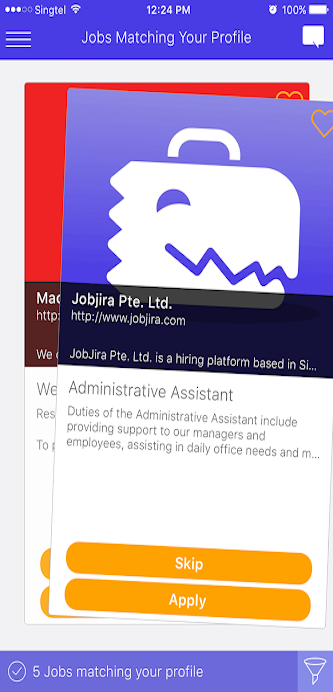 Singtel 12:24 PM 100%
Jobs Matching Your Profile
Jobjira Pte. Ltd.
http://www.jobjira.com
JobJira Pte. Ltd. is a hiring platform based in Si...
Administrative Assistant
Duties of the Administrative Assistant include
providing support to our managers and
employees, assisting in daily office needs and m...
We
To
Skip
Apply
5 Jobs matching your profile